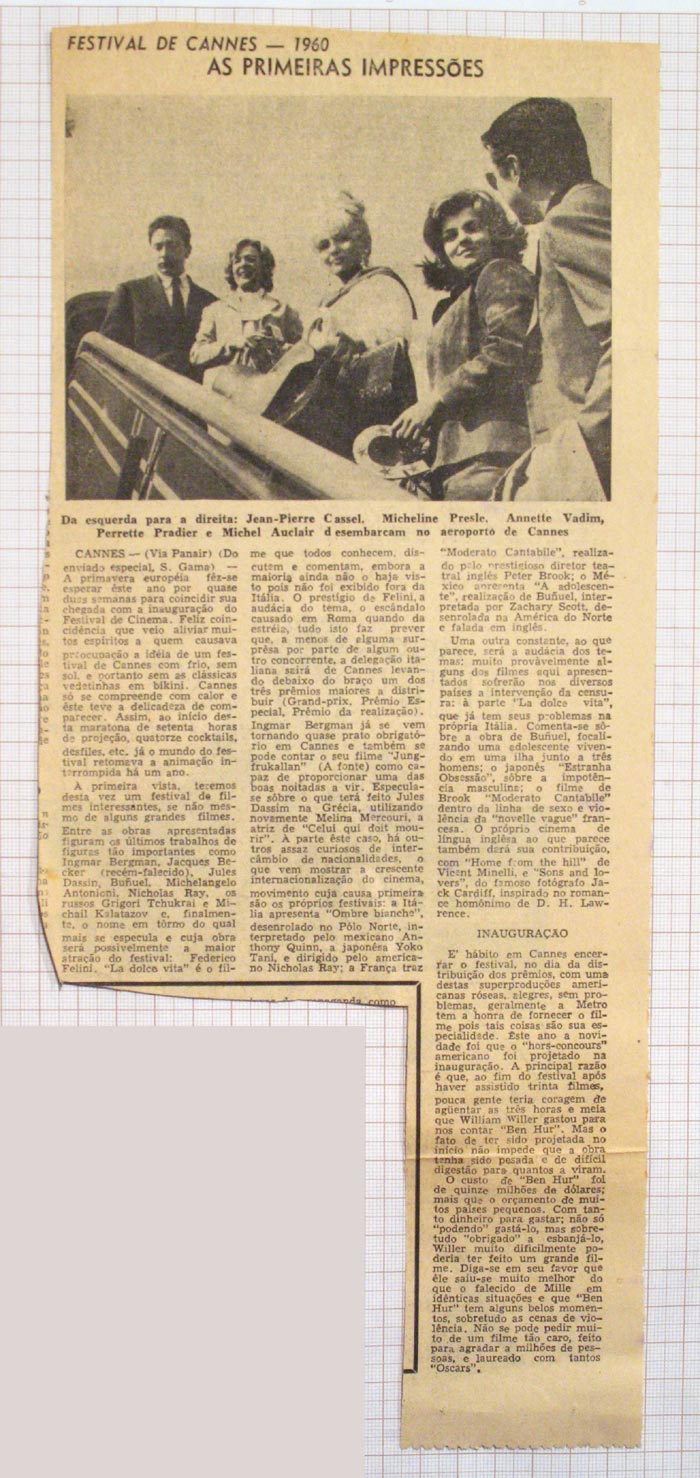 FESTIVAL DE CANNES — 1960
AS PRIMEIRAS IMPRESSÕES
Da esquerda para a direita: Jean-Pierre Cassel, Micheline Presle, Annette Vadim,
Perrette Pradier e Michel Auclair desembarcam no aeroporto de Cannes
CANNES — (Via Panair) (Do
enviado especial, S. Gama) —
A primavera européia fêz-se
esperar êste ano por quase
duas semanas para coincidir sua
chegada com a inauguração do
Festival de Cinema. Feliz coin-
cidência que veio aliviar mui-
tos espíritos a quem causava
preocupação a idéia de um fes-
tival de Cannes com frio, sem
sol, e portanto sem as clássicas
vedetinhas em bikini. Cannes
só se compreende com calor e
êste teve a delicadeza de com-
parecer. Assim, ao início des-
ta maratona de setenta horas
de projeção, quatorze cocktails,
desfiles, etc. já o mundo do fes-
tival retomava a animação in-
terrompida há um ano.
A primeira vista, teremos
desta vez um festival de fil-
mes interessantes, se não mes-
mo de alguns grandes filmes.
Entre as obras apresentadas
figuram os últimos trabalhos de
figuras tão importantes como
Ingmar Bergman, Jacques Be-
cker (recém-falecido), Jules
Dassin, Buñuel, Michelangelo
Antonioni, Nicholas Ray, os
russos Grigori Tchukrai e Mi-
chail Kalatazov e, finalmen-
te, o nome em tôrno do qual
mais se especula e cuja obra
será possivelmente a maior
atração do festival: Federico
Felini. "La dolce vita" é o fil-
me que todos conhecem, dis-
cutem e comentam, embora a
maioria ainda não o haja vis-
to pois não foi exibido fora da
Itália. O prestígio de Felini, a
audácia do tema, o escândalo
causado em Roma quando da
estréia, tudo isto faz prever
que, a menos de alguma sur-
prêsa por parte de algum ou-
tro concorrente, a delegação ita-
liana sairá de Cannes levan-
do debaixo do braço um dos
três prêmios maiores a distri-
buir (Grand-prix, Prêmio Es-
pecial, Prêmio da realização).
Ingmar Bergman já se vem
tornando quase prato obrigató-
rio em Cannes e também se
pode contar o seu filme "Jung-
frukallan" (A fonte) como ca-
paz de proporcionar uma das
boas noitadas a vir. Especula-
se sôbre o que terá feito Jules
Dassim na Grécia, utilizando
novamente Melina Mercouri, a
atriz de "Celui qui doit mou-
rir". A parte êste caso, há ou-
tros assaz curiosos de inter-
câmbio de nacionalidades, o
que vem mostrar a crescente
internacionalização do cinema,
movimento cuja causa primeira
são os próprios festivais: a Itá-
lia apresenta "Ombre bianche",
desenrolado no Pólo Norte, in-
terpretado pelo mexicano An-
thony Quinn, a japonêsa Yoko
Tani, e dirigido pelo america-
no Nicholas Ray; a França traz
"Moderato Cantabile", realiza-
do pelo prestigioso diretor tea-
tral inglês Peter Brook; o Mé-
xico apresenta "A adolescen-
te", realização de Buñuel, inter-
pretada por Zachary Scott, de-
senrolada na América do Norte
e falada em inglês.
Uma outra constante, ao que
parece, será a audácia dos te-
mas: muito provàvelmente al-
guns dos filmes aqui apresen-
tados sofrerão nos diversos
países a intervenção da censu-
ra: à parte "La dolce vita",
que já tem seus problemas na
própria Itália. Comenta-se sô-
bre a obra de Buñuel, focali-
zando uma adolescente viven-
do em uma ilha junto a três
homens; o japonês "Estranha
Obsessão", sôbre a impotên-
cia masculina; o filme de
Brook "Moderato Cantabile"
dentro da linha de sexo e vio-
lência da "novelle vague" fran-
cesa. O próprio cinema de
língua inglêsa ao que parece
também dará sua contribuição,
com "Home from the hill" de
Vicent Minelli, e "Sons and lo-
vers", do famoso fotógrafo Ja-
ck Cardiff, inspirado no roman-
ce homônimo de D. H. Law-
rence.
INAUGURAÇÃO
E' hábito em Cannes encer-
rar o festival, no dia da dis-
tribuição dos prêmios, com uma
destas superproduções ameri-
canas róseas, alegres, sem pro-
blemas, geralmente a Metro
tem a honra de fornecer o fil-
me pois tais coisas são sua es-
pecialidade. Êste ano a novi-
dade foi que o "hors-concours"
americano foi projetado na
inauguração. A principal razão
é que, ao fim do festival após
haver assistido trinta filmes,
pouca gente teria coragem de
agüentar as três horas e meia
que William Willer gastou para
nos contar "Ben Hur". Mas o
fato de ter sido projetada no
início não impede que a obra
tenha sido pesada e de difícil
digestão para quantos a viram.
O custo de "Ben Hur" foi
de quinze milhões de dólares;
mais que o orçamento de mui-
tos países pequenos. Com tan-
to dinheiro para gastar; não só
"podendo" gastá-lo, mas sobre-
tudo "obrigado" a esbanjá-lo,
Willer muito dificilmente po-
deria ter feito um grande fil-
me. Diga-se em seu favor que
êle saiu-se muito melhor do
que o falecido de Mille em
idênticas situações e que "Ben
Hur" tem alguns belos momen-
tos, sobretudo as cenas de vio-
lência. Não se pode pedir mui-
to de um filme tão caro, feito
para agradar a milhões de pes-
soas, e laureado com tantos
"Oscars".